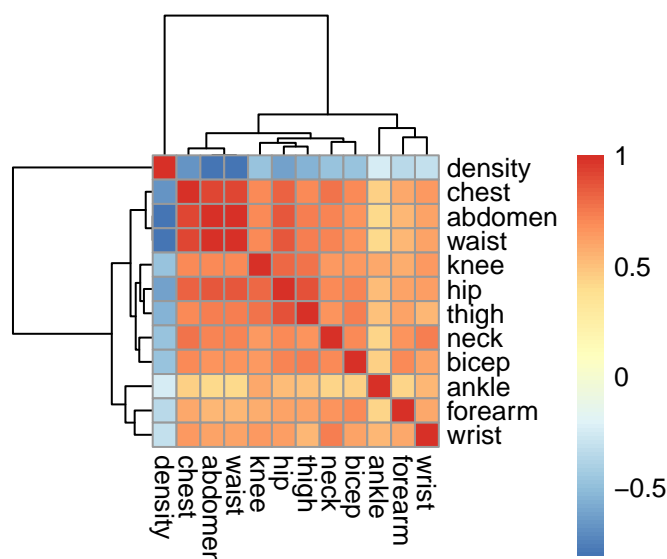 density
chest
abdomen
waist
knee
hip
thigh
neck
bicep
ankle
forearm
wrist
density
chest
abdomen
waist
knee
hip
thigh
neck
bicep
ankle
forearm
wrist
1
0.5
0
−0.5